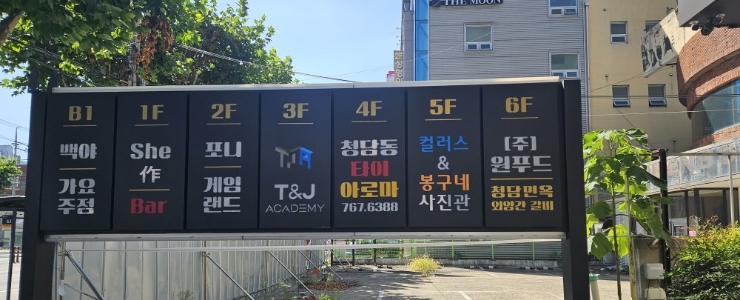 THE MOON
B1
백야
가요
주점
1F
She
作
Bar
2F
포니
게임
랜드
3F
T&J
ACADEMY
4F
청담동
타이
아로마
767.6388
5F
컬러스
&
봉구네
사진관
6F
[주]
원푸드
청담면옥
외양간 갈비